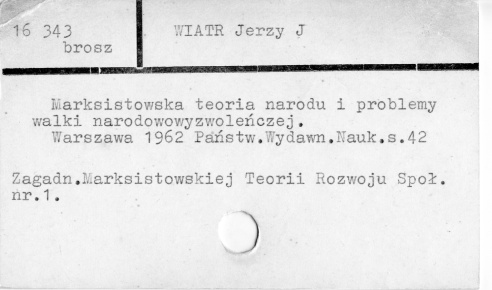 16 343 WIATR Jerzy J
brosz
Marksistowska teoria narodu i problemy
walki narodowowyzwoleńczej.
Warszawa 1962 Państw.Wydawn.Nauk.s.42
Zagadn.Marksistowskiej Teorii Rozwoju Społ.
nr.1.